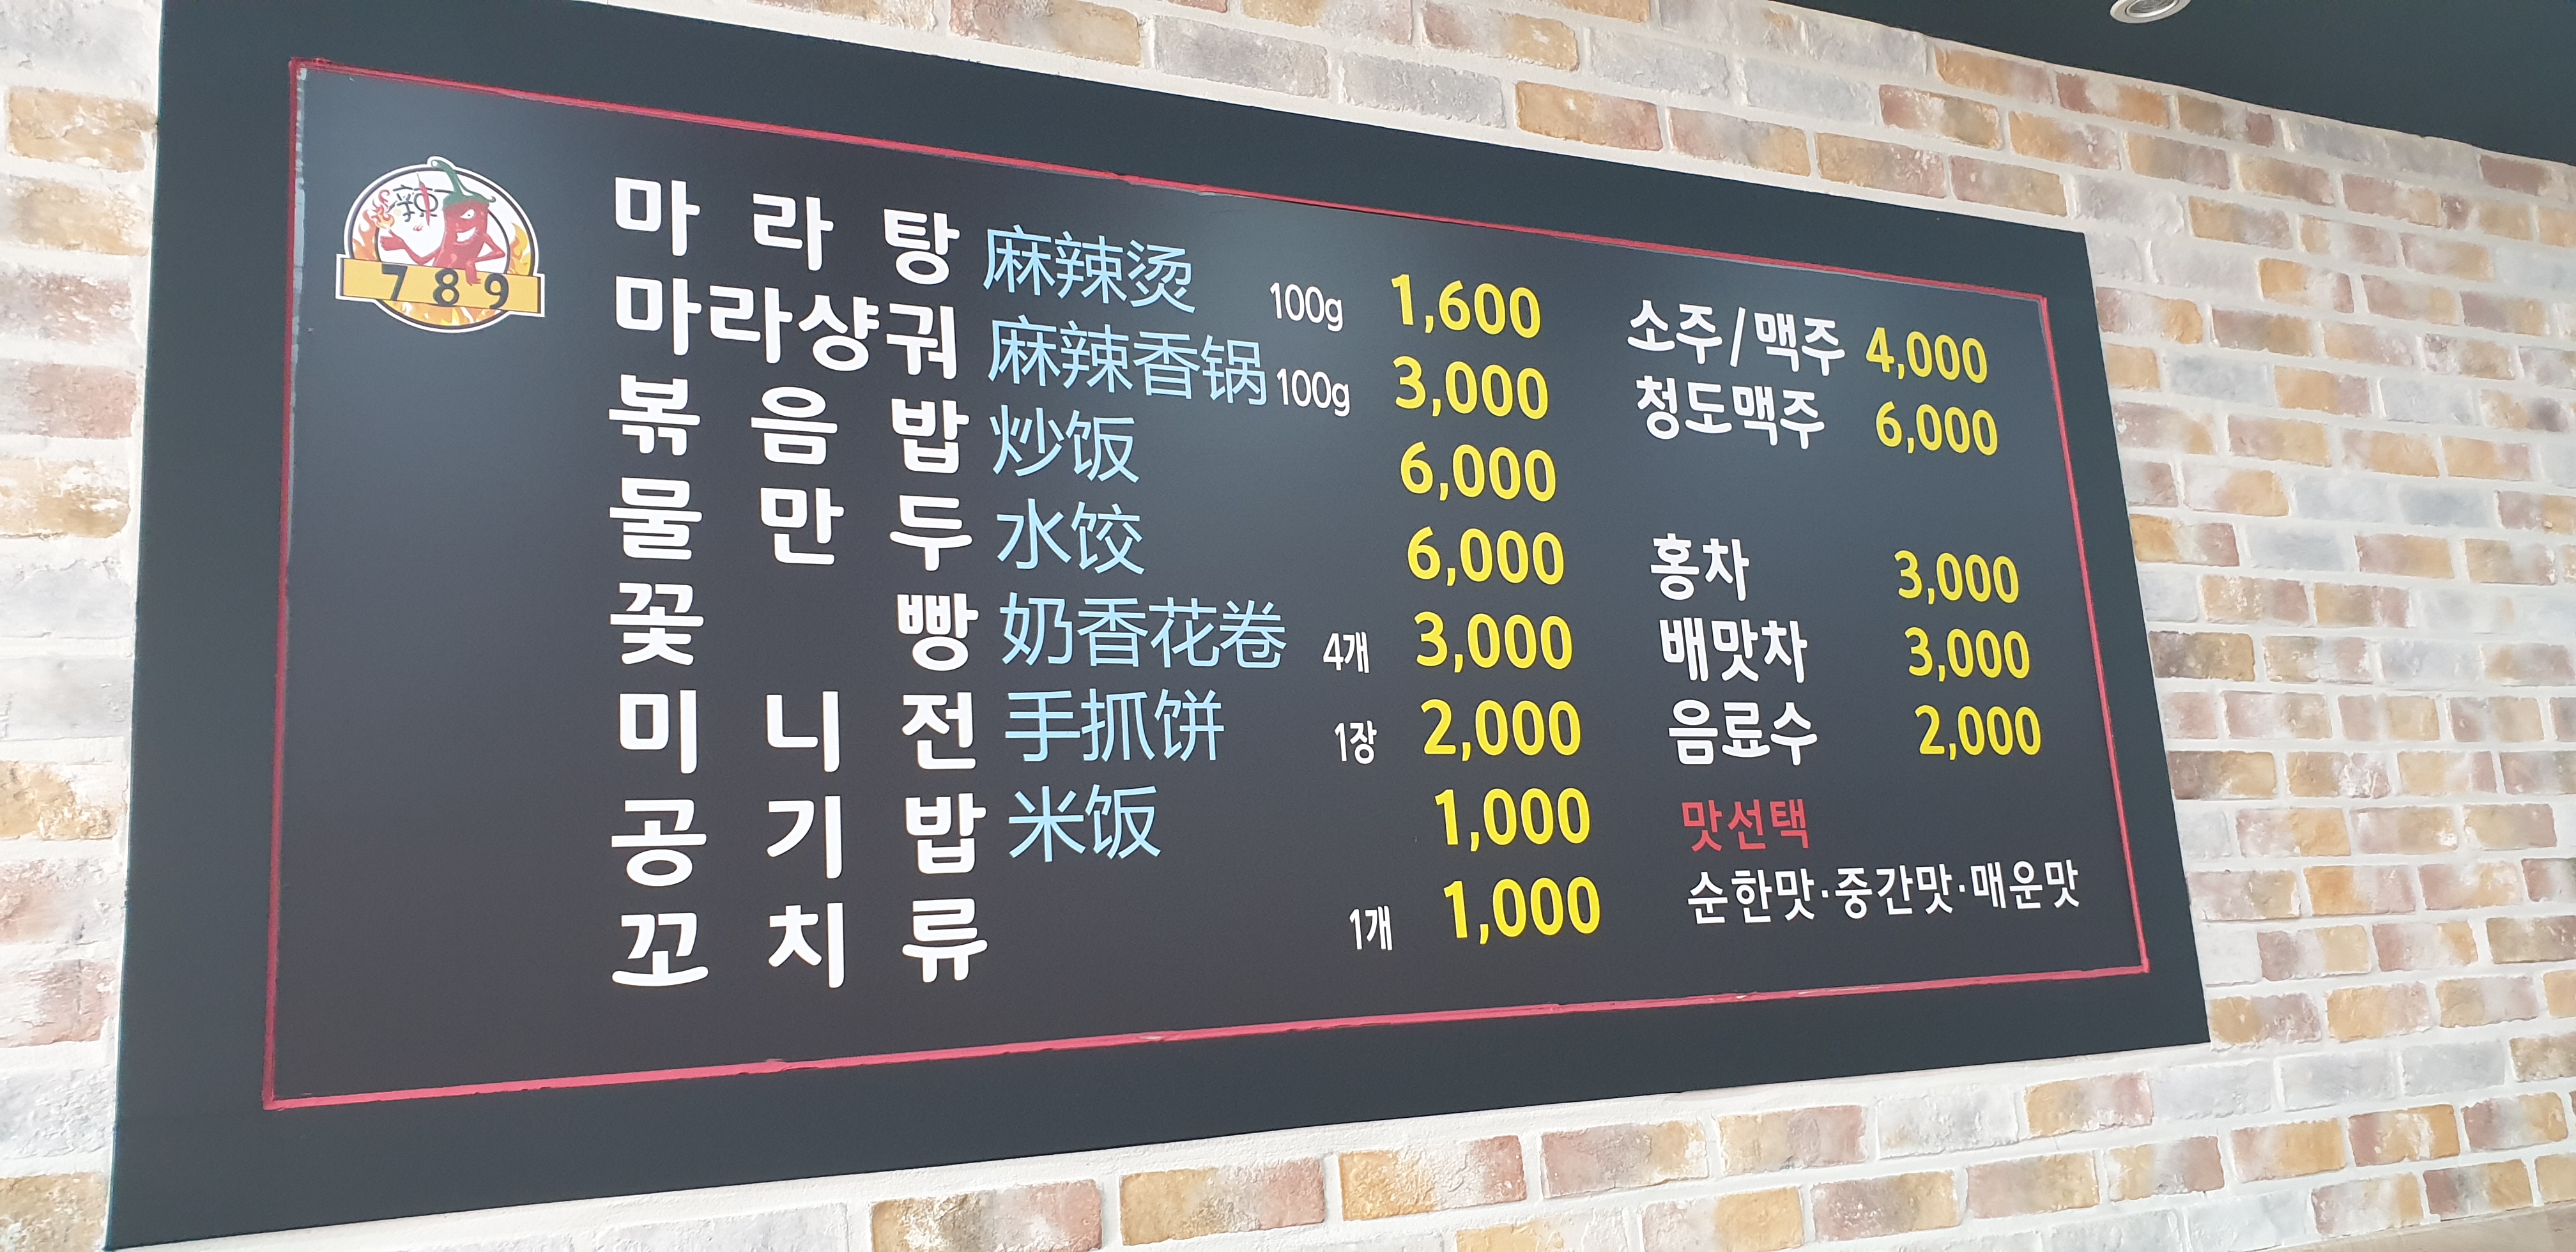 辣
789
마라탕 麻辣烫 100g 1,600
마라샹궈 麻辣香锅 100g 3,000
볶음밥 炒饭 6,000
물만두 水饺 6,000
꽃빵 奶香花卷 4개 3,000
미니전 手抓饼 1장 2,000
공기밥 米饭 1,000
꼬치류 1개 1,000
소주/맥주 4,000
청도맥주 6,000
홍차 3,000
배맛차 3,000
음료수 2,000
맛선택
순한맛·중간맛·매운맛